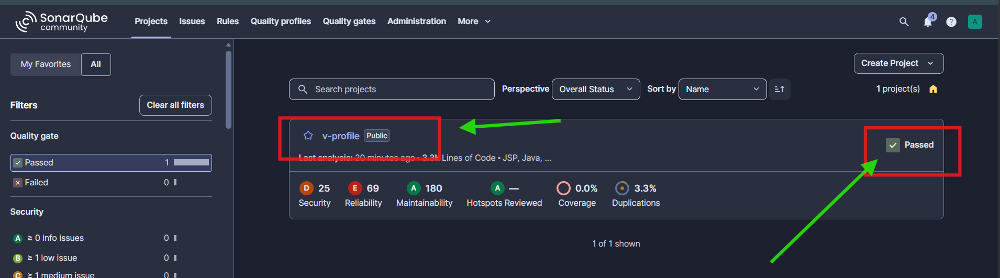 SonarQube
community
Projects Issues Rules Quality profiles Quality gates Administration More
4
?
A
My Favorites All
Filters
Clear all filters
Quality gate
Passed 1
Failed 0
Security
A ≥ 0 info issues 0
B ≥ 1 low issue 0
C ≥ 1 medium issue 0
Create Project
Search projects
Perspective Overall Status
Sort by Name
1 project(s)
v-profile Public
Passed
Last analysis: 20 minutes ago • 3.3k Lines of Code • JSP, Java, ...
D 25 E 69 A 180 A — 0.0% 3.3%
Security Reliability Maintainability Hotspots Reviewed Coverage Duplications
1 of 1 shown